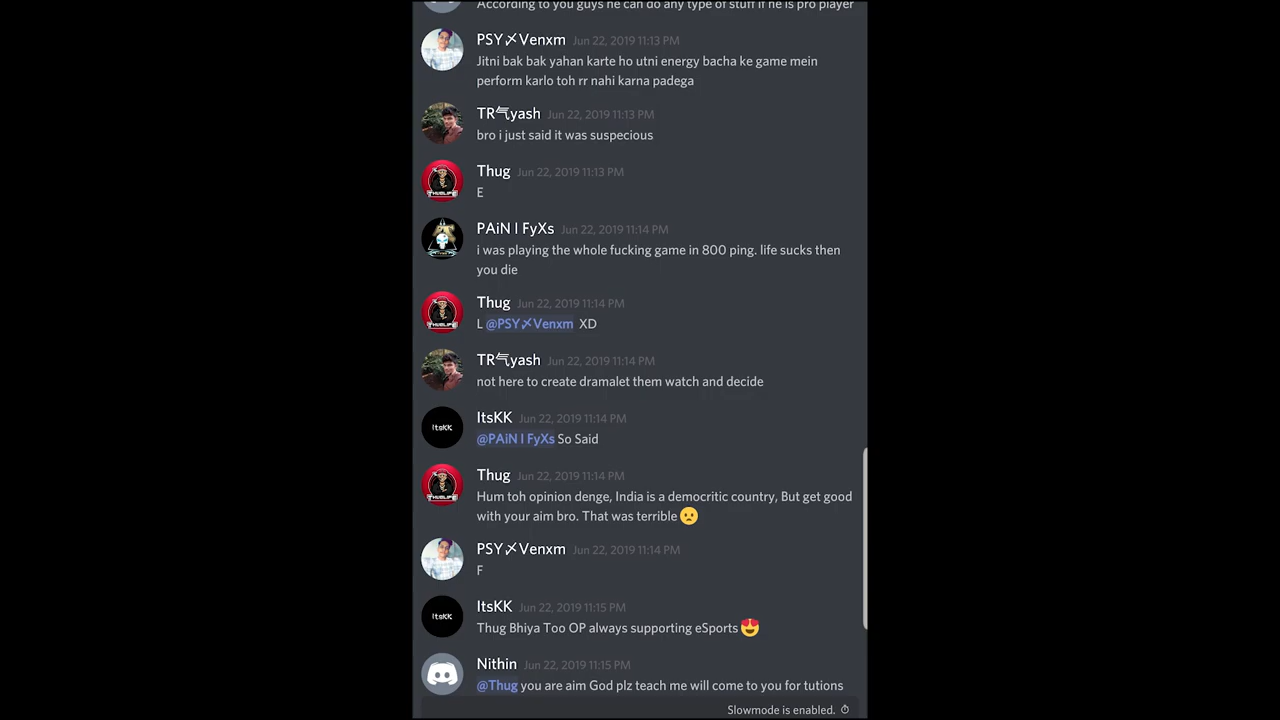 According to you guys he can do any type of stuff if he is pro player
PSY〆Venxm Jun 22, 2019 11:13 PM
Jitni bak bak yahan karte ho utni energy bacha ke game mein
perform karlo toh rr nahi karna padega
TR气yash Jun 22, 2019 11:13 PM
bro i just said it was suspecious
Thug Jun 22, 2019 11:13 PM
E
PAiN l FyXs Jun 22, 2019 11:14 PM
i was playing the whole fucking game in 800 ping. life sucks then
you die
Thug Jun 22, 2019 11:14 PM
L @PSY〆Venxm XD
TR气yash Jun 22, 2019 11:14 PM
not here to create dramalet them watch and decide
ItsKK
ItsKK Jun 22, 2019 11:14 PM
@PAiN l FyXs So Said
Thug Jun 22, 2019 11:14 PM
Hum toh opinion denge, India is a democritic country, But get good
with your aim bro. That was terrible 🙁
PSY〆Venxm Jun 22, 2019 11:14 PM
F
ItsKK
ItsKK Jun 22, 2019 11:15 PM
Thug Bhiya Too OP always supporting eSports 😍
Nithin Jun 22, 2019 11:15 PM
@Thug you are aim God plz teach me will come to you for tutions
Slowmode is enabled.